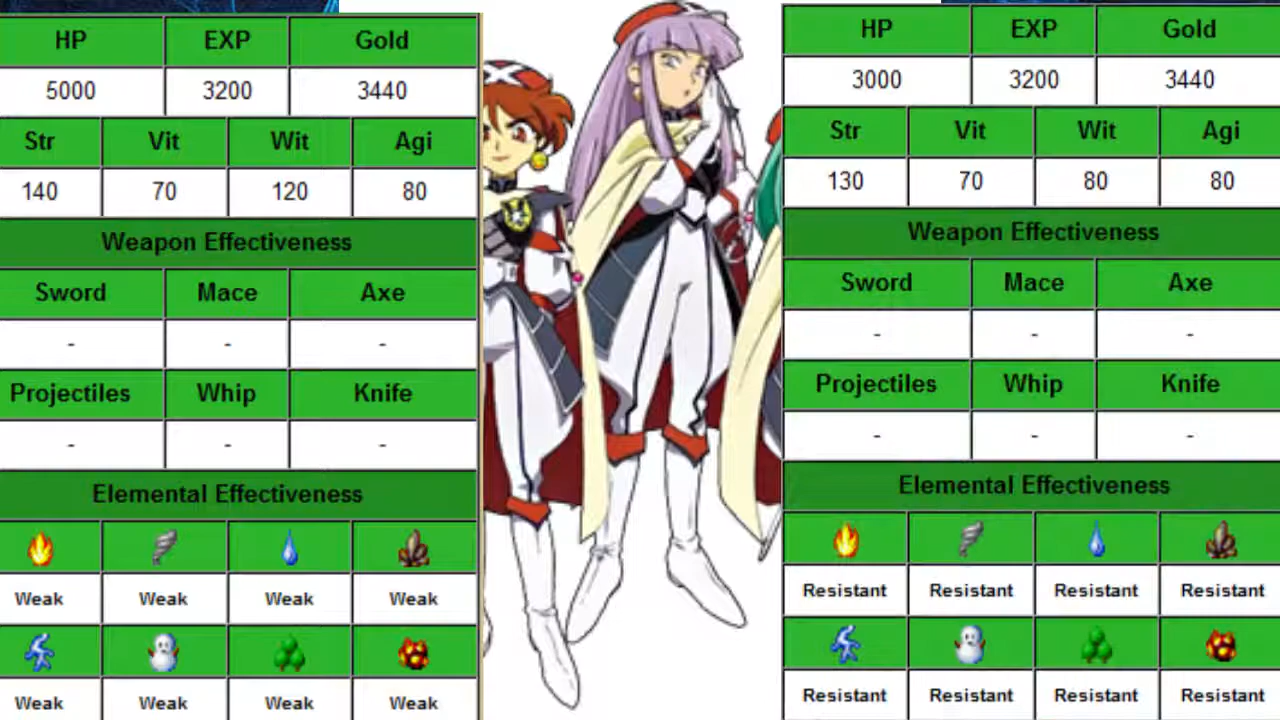 HP EXP Gold
5000 3200 3440
Str Vit Wit Agi
140 70 120 80
Weapon Effectiveness
Sword Mace Axe
- - -
Projectiles Whip Knife
- - -
Elemental Effectiveness
Weak Weak Weak Weak
Weak Weak Weak Weak
HP EXP Gold
3000 3200 3440
Str Vit Wit Agi
130 70 80 80
Weapon Effectiveness
Sword Mace Axe
- - -
Projectiles Whip Knife
- - -
Elemental Effectiveness
Resistant Resistant Resistant Resistant
Resistant Resistant Resistant Resistant